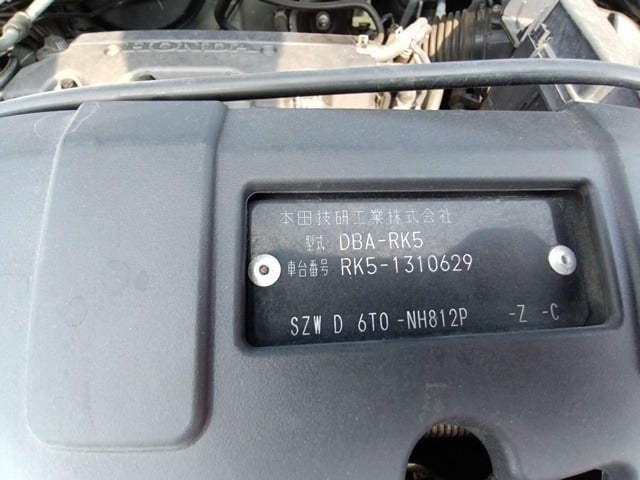 HONDA
本田技研工業株式会社
型式 DBA-RK5
車台番号 RK5-1310629
SZW D 6T0 -NH812P -Z -C